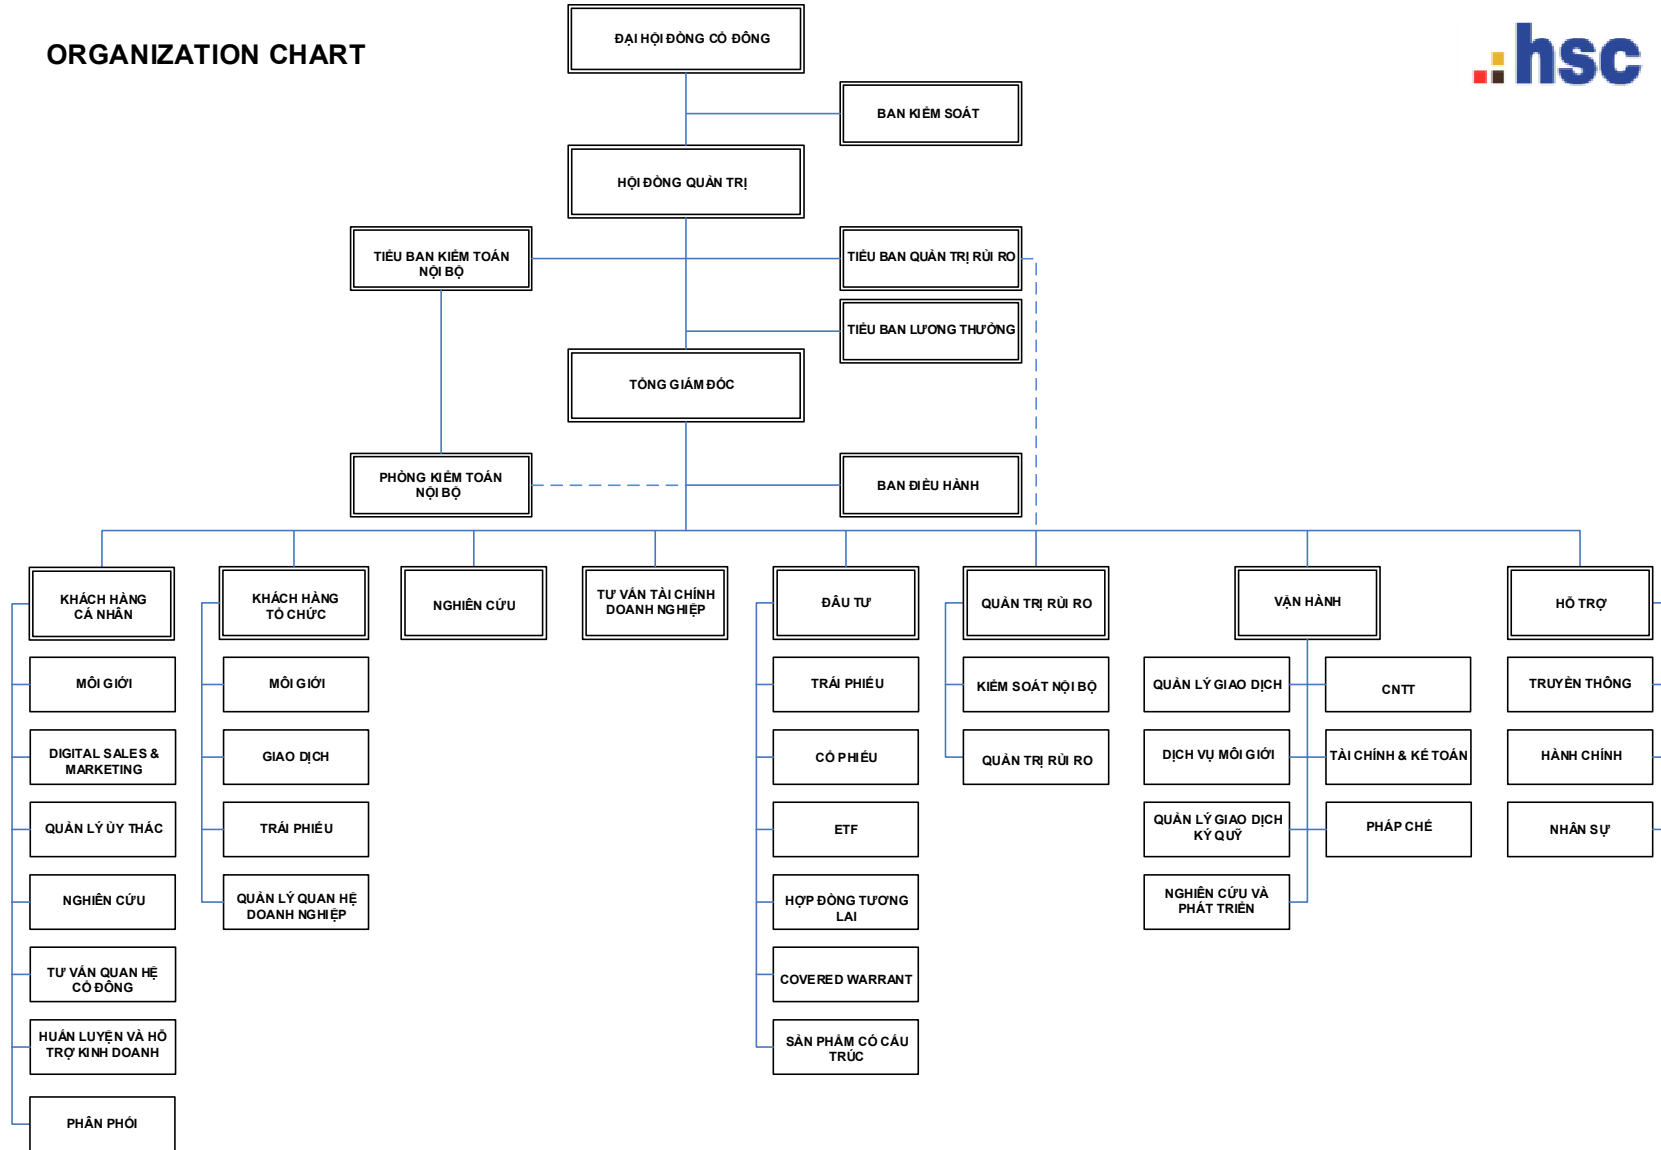 ORGANIZATION CHART
hsc
ĐẠI HỘI ĐỒNG CỔ ĐÔNG
BAN KIỂM SOÁT
HỘI ĐỒNG QUẢN TRỊ
TIỂU BAN KIỂM TOÁN
NỘI BỘ
TIỂU BAN QUẢN TRỊ RỦI RO
TIỂU BAN LƯƠNG THƯỞNG
TỔNG GIÁM ĐỐC
PHÒNG KIỂM TOÁN
NỘI BỘ
BAN ĐIỀU HÀNH
KHÁCH HÀNG
CÁ NHÂN
MÔI GIỚI
DIGITAL SALES &
MARKETING
QUẢN LÝ ỦY THÁC
NGHIÊN CỨU
TƯ VẤN QUAN HỆ
CỔ ĐÔNG
HUẤN LUYỆN VÀ HỖ
TRỢ KINH DOANH
PHÂN PHỐI
KHÁCH HÀNG
TỔ CHỨC
MÔI GIỚI
GIAO DỊCH
TRÁI PHIẾU
QUẢN LÝ QUAN HỆ
DOANH NGHIỆP
NGHIÊN CỨU
TƯ VẤN TÀI CHÍNH
DOANH NGHIỆP
ĐẦU TƯ
TRÁI PHIẾU
CỔ PHIẾU
ETF
HỢP ĐỒNG TƯƠNG
LAI
COVERED WARRANT
SẢN PHẨM CÓ CẤU
TRÚC
QUẢN TRỊ RỦI RO
KIỂM SOÁT NỘI BỘ
QUẢN TRỊ RỦI RO
VẬN HÀNH
QUẢN LÝ GIAO DỊCH
DỊCH VỤ MÔI GIỚI
QUẢN LÝ GIAO DỊCH
KÝ QUỸ
NGHIÊN CỨU VÀ
PHÁT TRIỂN
CNTT
TÀI CHÍNH & KẾ TOÁN
PHÁP CHẾ
HỖ TRỢ
TRUYỀN THÔNG
HÀNH CHÍNH
NHÂN SỰ